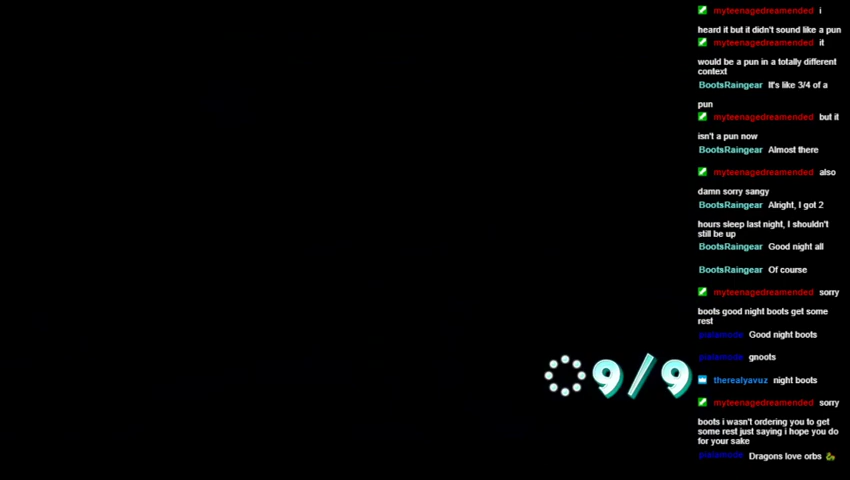 myteenagedreamended i
heard it but it didn't sound like a pun
myteenagedreamended it
would be a pun in a totally different
context
BootsRaingear It's like 3/4 of a
pun
myteenagedreamended but it
isn't a pun now
BootsRaingear Almost there
myteenagedreamended also
damn sorry sangy
BootsRaingear Alright, I got 2
hours sleep last night, I shouldn't
still be up
BootsRaingear Good night all
BootsRaingear Of course
myteenagedreamended sorry
boots good night boots get some
rest
Good night boots
gnoots
therealyavuz night boots
myteenagedreamended sorry
boots i wasn't ordering you to get
some rest just saying i hope you do
for your sake
Dragons love orbs
9/9